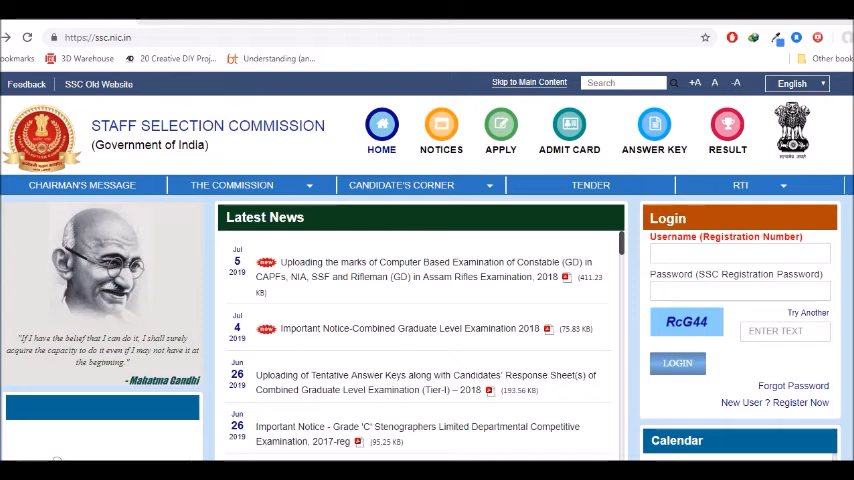 https://ssc.nic.in
ookmarks 3D Warehouse 20 Creative DIY Proj... Understanding (an... Other book
Feedback SSC Old Website Skip to Main Content Search +A A -A English
STAFF SELECTION COMMISSION
(Government of India)
HOME NOTICES APPLY ADMIT CARD ANSWER KEY RESULT
CHAIRMAN'S MESSAGE THE COMMISSION CANDIDATE'S CORNER TENDER RTI
"If I have the belief that I can do it, I shall surely
acquire the capacity to do it even if I may not have it at
the beginning."
- Mahatma Gandhi
Latest News
Jul
5
2019
new Uploading the marks of Computer Based Examination of Constable (GD) in
CAPFs, NIA, SSF and Rifleman (GD) in Assam Rifles Examination, 2018 (411.23
KB)
Jul
4
2019
new Important Notice-Combined Graduate Level Examination 2018 (75.83 KB)
Jun
26
2019
Uploading of Tentative Answer Keys along with Candidates' Response Sheet(s) of
Combined Graduate Level Examination (Tier-I) – 2018 (193.56 KB)
Jun
26
2019
Important Notice - Grade 'C' Stenographers Limited Departmental Competitive
Examination, 2017-reg (95.25 KB)
Login
Username (Registration Number)
Password (SSC Registration Password)
RcG44
Try Another
ENTER TEXT
LOGIN
Forgot Password
New User ? Register Now
Calendar